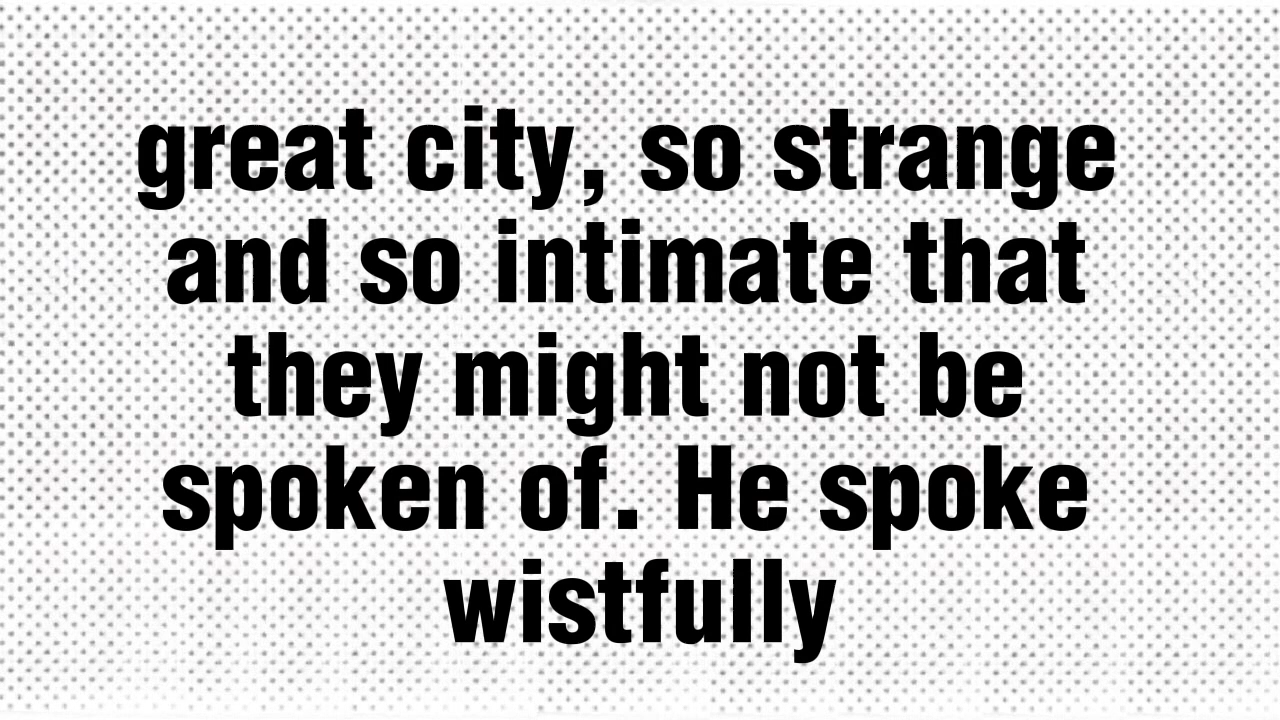 great city, so strange
and so intimate that
they might not be
spoken of. He spoke
wistfully